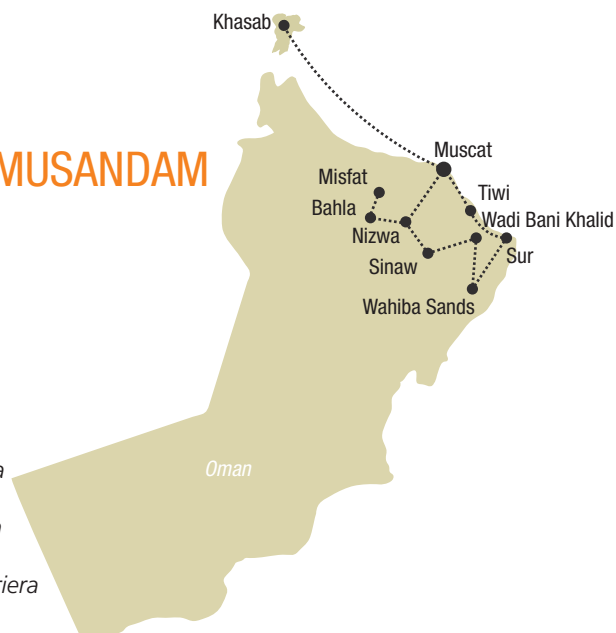 Khasab
MUSANDAM
Muscat
Misfat
Tiwi
Bahla
Wadi Bani Khalid
Nizwa
Sur
Sinaw
Wahiba Sands
Oman
a
iera